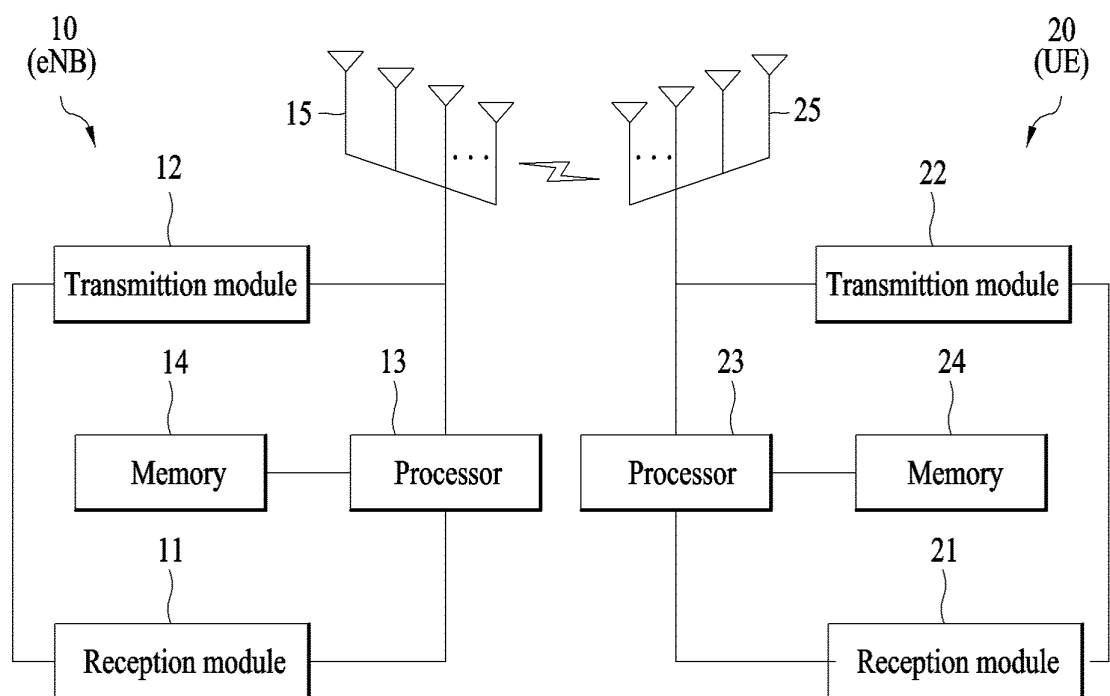 10
(eNB)
20
(UE)
15
25
12
22
Transmittion module
Transmittion module
14
13
23
24
Memory
Processor
Processor
Memory
11
21
Reception module
Reception module